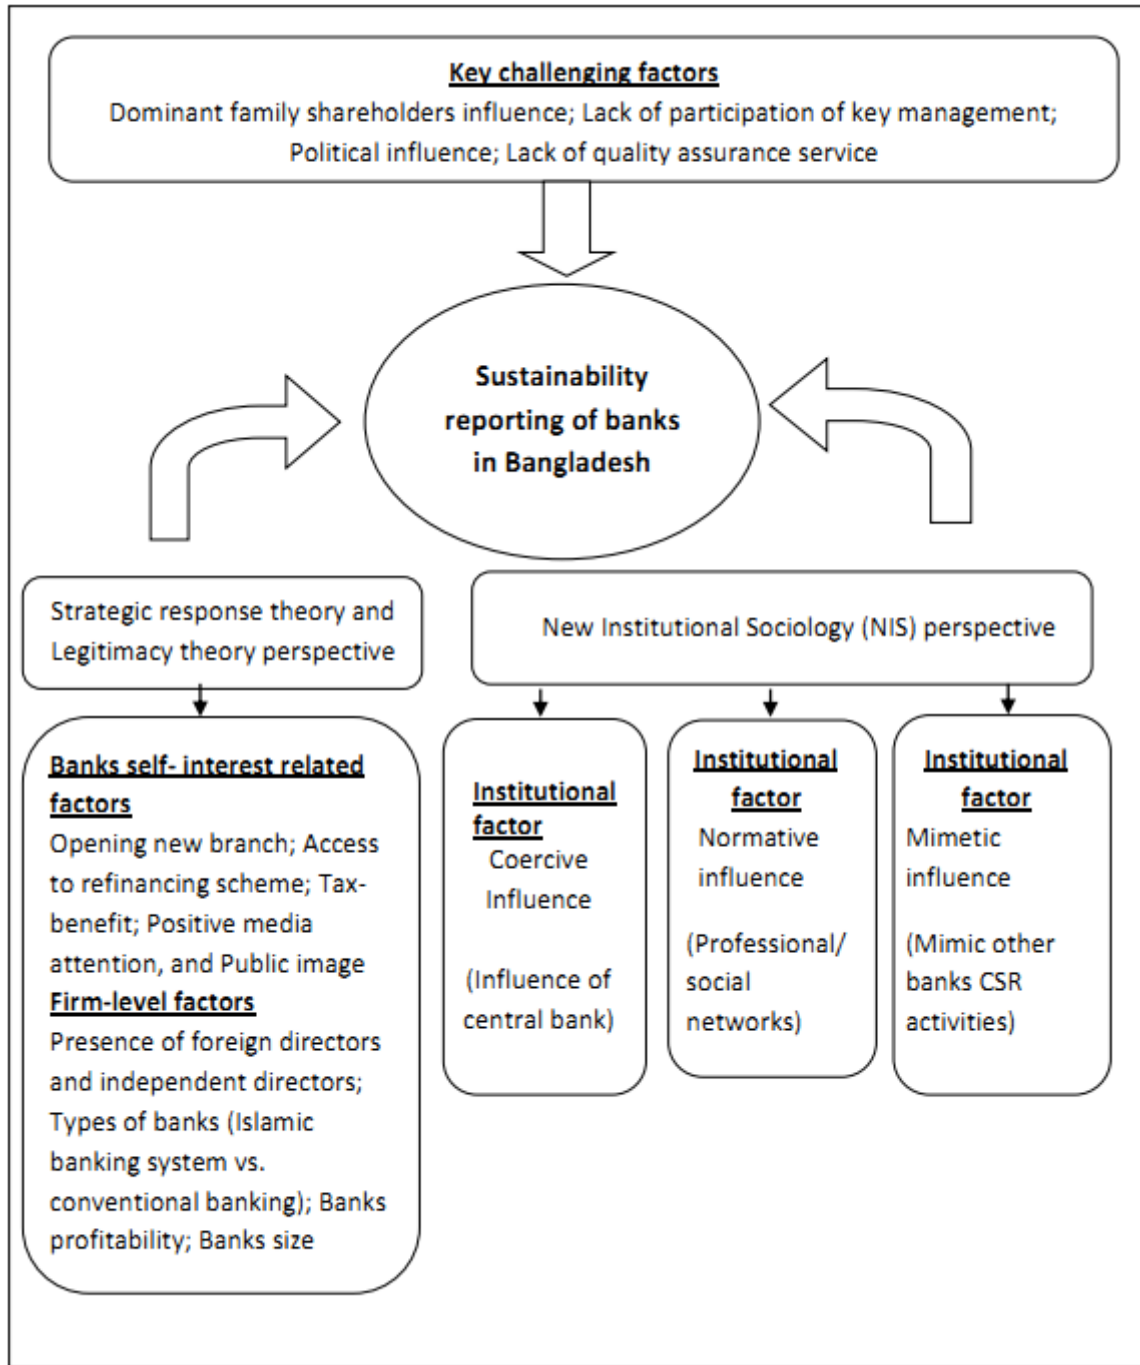 Key challenging factors
Dominant family shareholders influence; Lack of participation of key management;
Political influence; Lack of quality assurance service
Sustainability
reporting of banks
in Bangladesh
Strategic response theory and
Legitimacy theory perspective
New Institutional Sociology (NIS) perspective
Banks self- interest related
factors
Opening new branch; Access
to refinancing scheme; Tax-
benefit; Positive media
attention, and Public image
Firm-level factors
Presence of foreign directors
and independent directors;
Types of banks (Islamic
banking system vs.
conventional banking); Banks
profitability; Banks size
Institutional
factor
Coercive
Influence
(Influence of
central bank)
Institutional
factor
Normative
influence
(Professional/
social
networks)
Institutional
factor
Mimetic
influence
(Mimic other
banks CSR
activities)